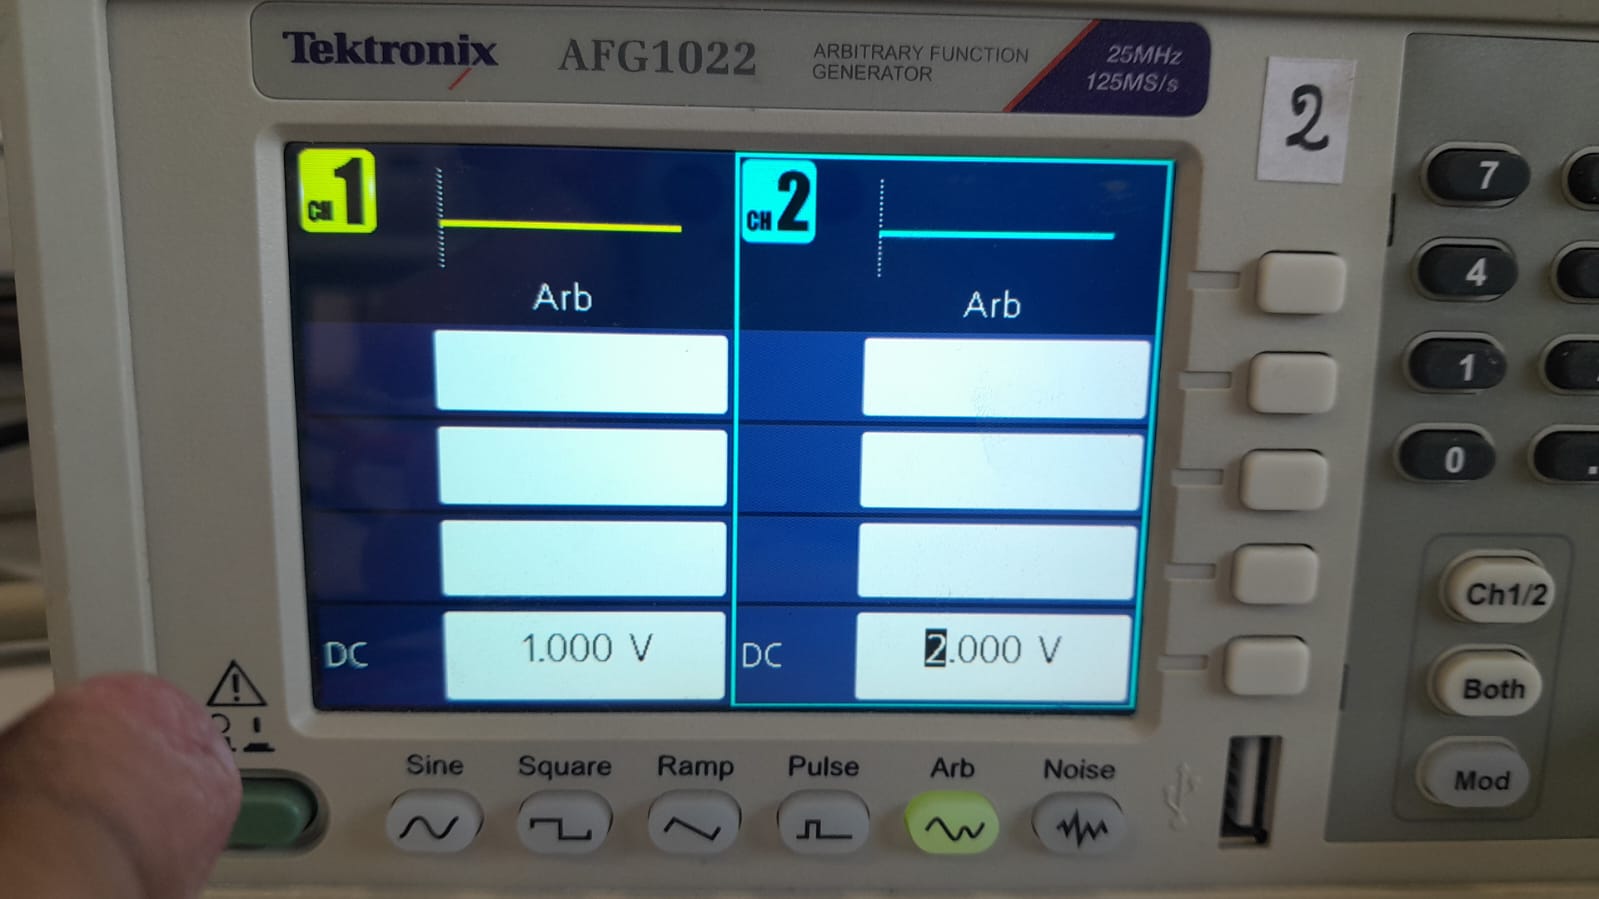 Tektronix AFG1022 ARBITRARY FUNCTION GENERATOR
25MHz
125MS/s
2
CH 1
Arb
DC 1.000 V
CH 2
Arb
DC 2.000 V
7
4
1
0
.
Ch1/2
Both
Mod
Sine Square Ramp Pulse Arb Noise